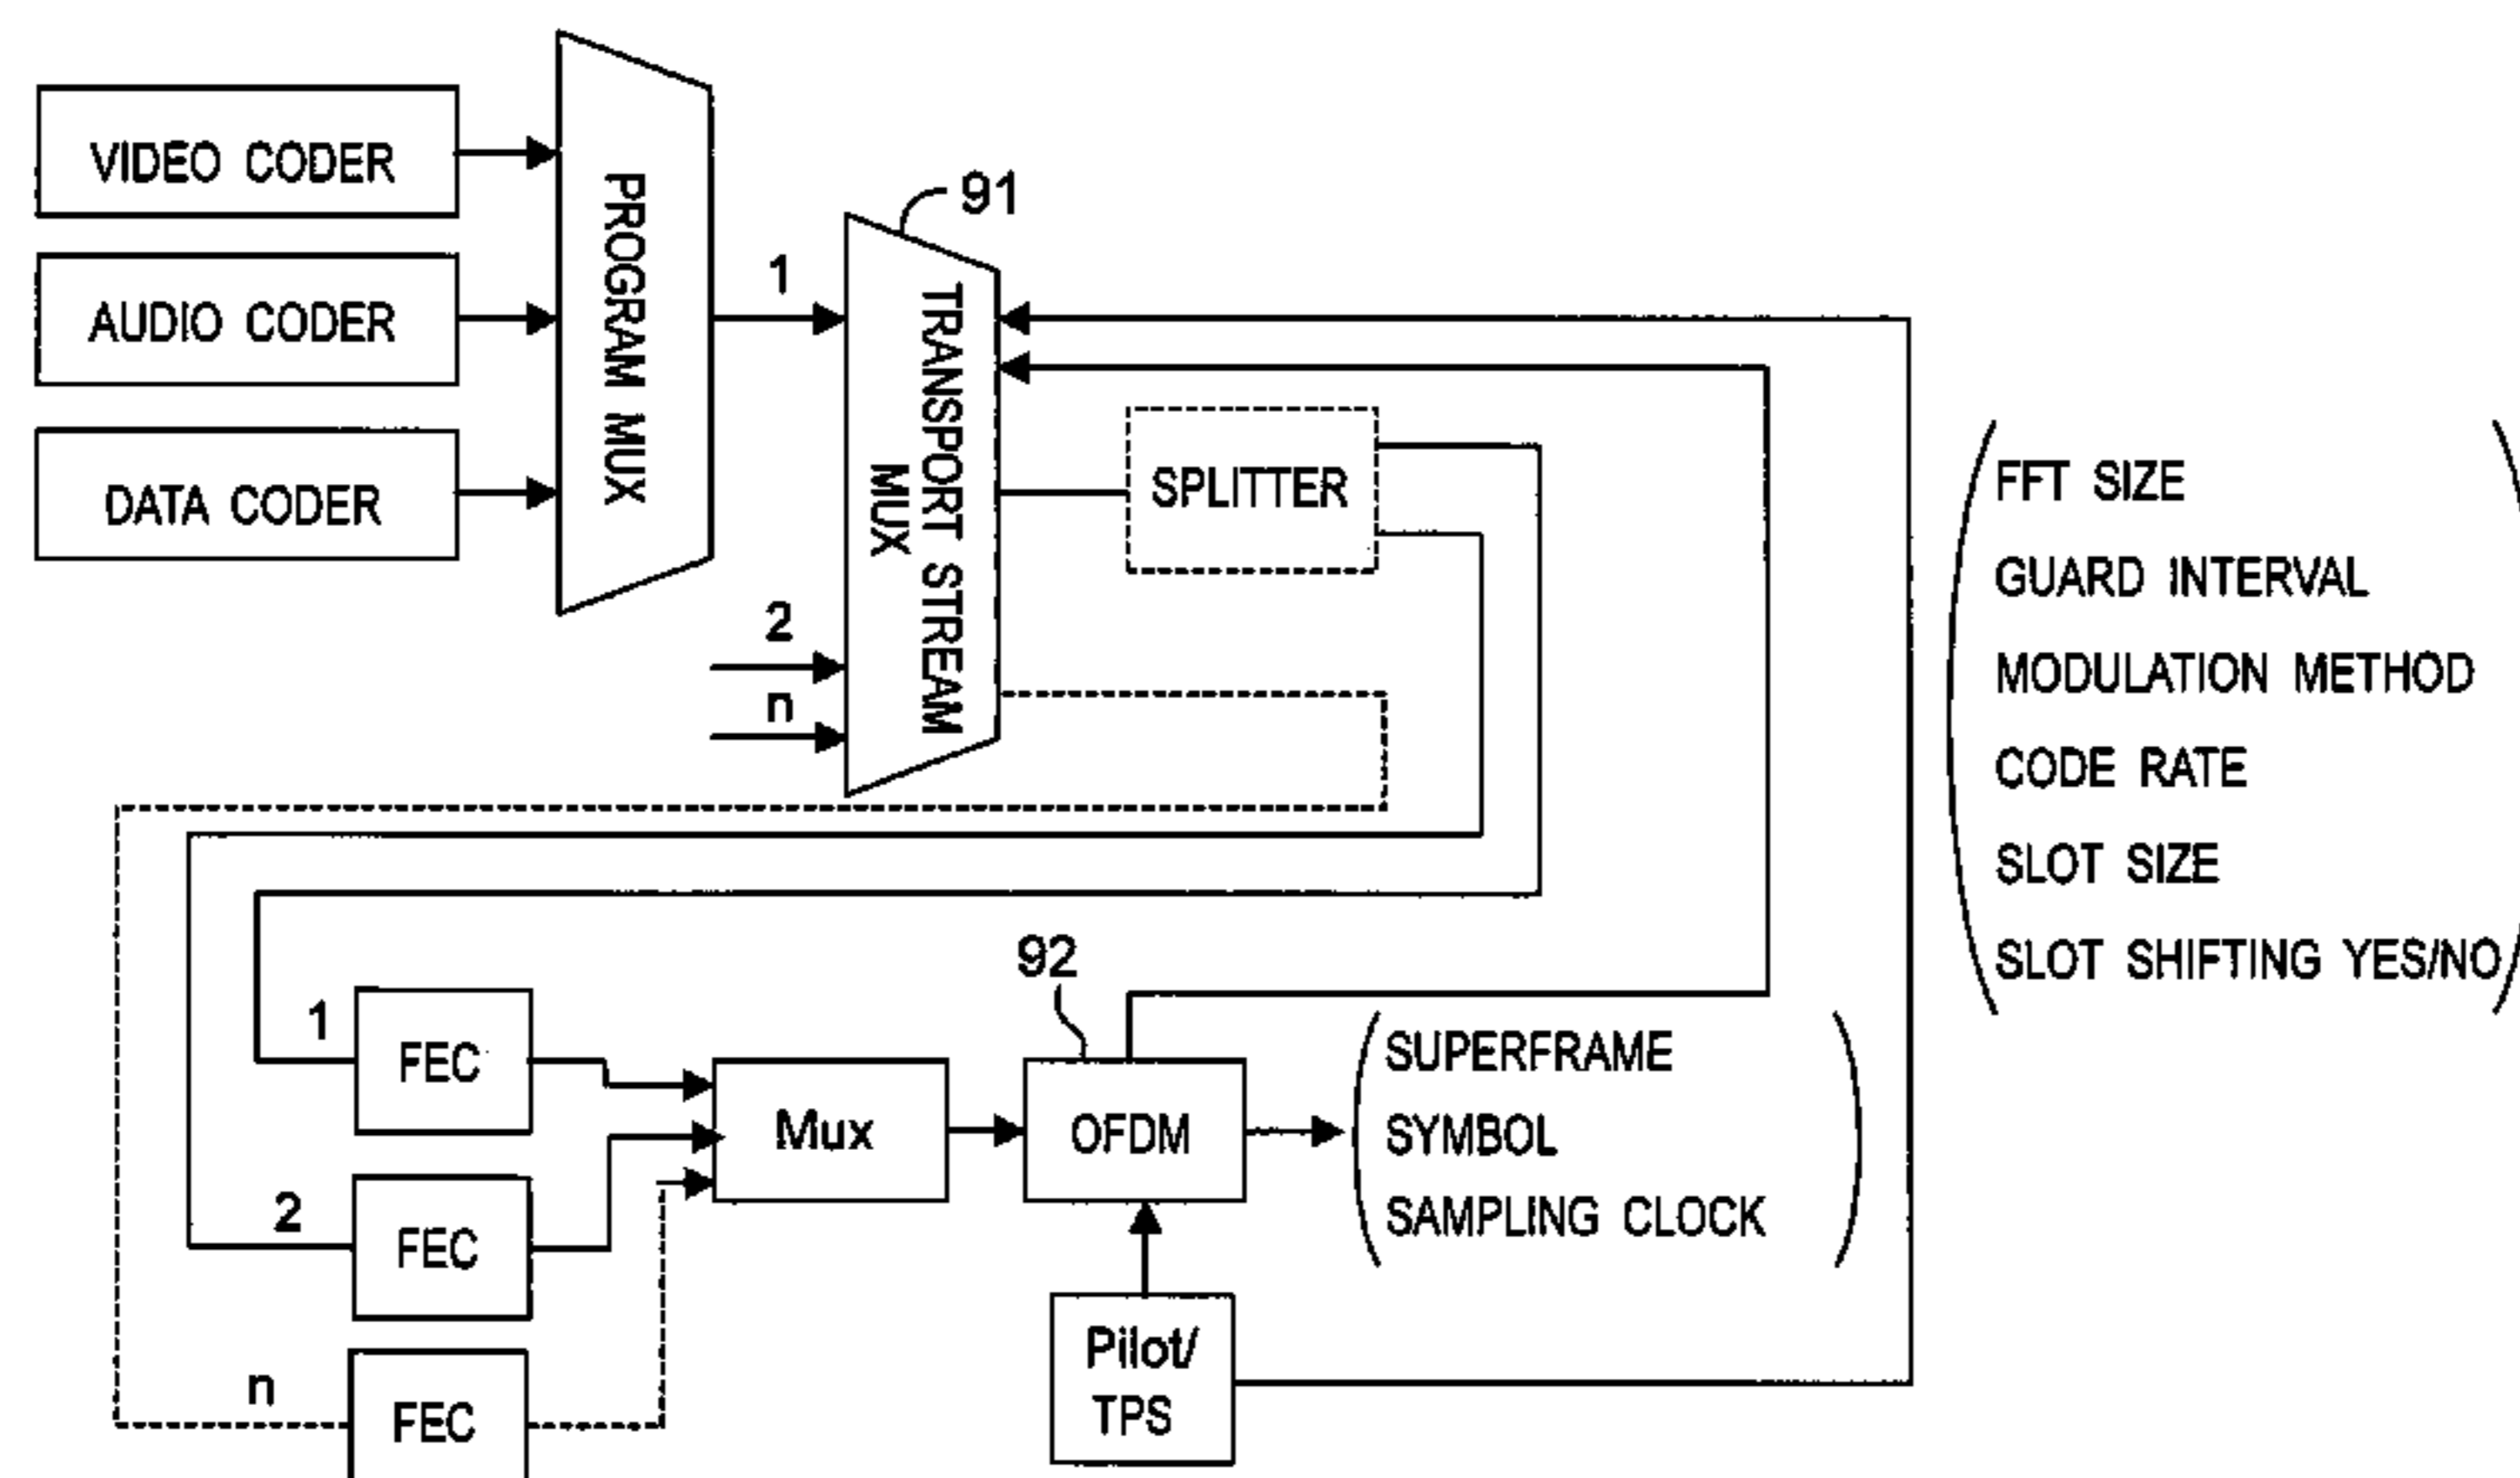 VIDEO CODER
AUDIO CODER
DATA CODER
PROGRAM MUX
1
2
n
91
TRANSPORT STREAM
MUX
SPLITTER
FFT SIZE
GUARD INTERVAL
MODULATION METHOD
CODE RATE
SLOT SIZE
SLOT SHIFTING YES/NO
1
FEC
2
FEC
n
FEC
Mux
92
OFDM
SUPERFRAME
SYMBOL
SAMPLING CLOCK
Pilot/
TPS